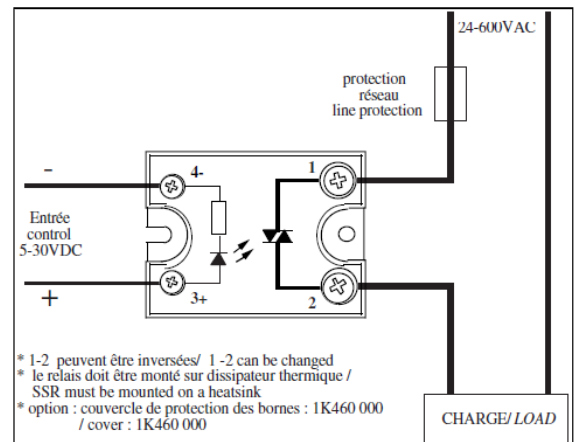 24-600VAC
protection
réseau
line protection
4-
1
-
Entrée
control
5-30VDC
+
3+
2
* 1-2 peuvent être inversées/ 1 -2 can be changed
* le relais doit être monté sur dissipateur thermique /
SSR must be mounted on a heatsink
* option : couvercle de protection des bornes : 1K460 000
/ cover : 1K460 000
CHARGE/ LOAD